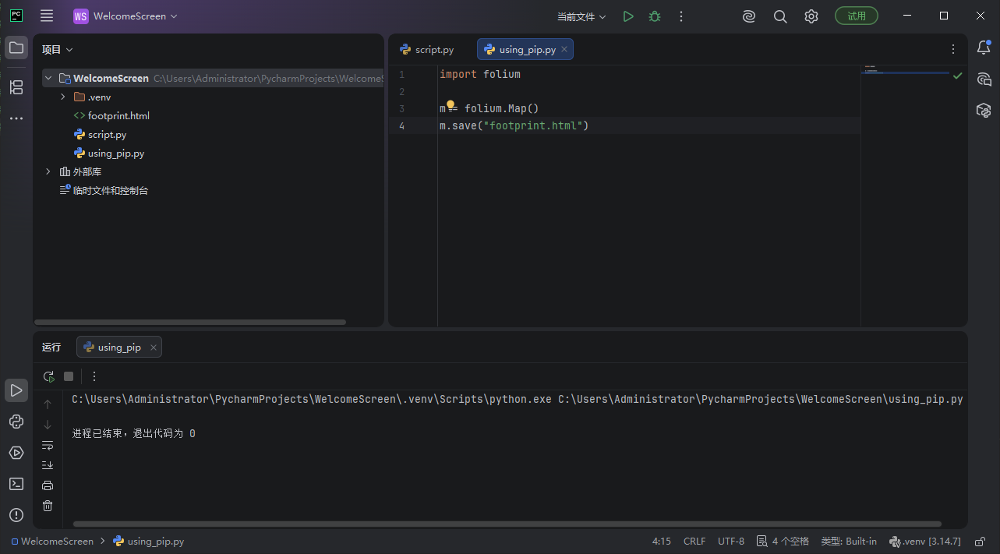 PC WS WelcomeScreen 当前文件 试用
项目
WelcomeScreen C:\Users\Administrator\PycharmProjects\WelcomeS
.venv
footprint.html
script.py
using_pip.py
外部库
临时文件和控制台
script.py using_pip.py
1 import folium
2
3 m = folium.Map()
4 m.save("footprint.html")
运行 using_pip
C:\Users\Administrator\PycharmProjects\WelcomeScreen\.venv\Scripts\python.exe C:\Users\Administrator\PycharmProjects\WelcomeScreen\using_pip.py
进程已结束，退出代码为 0
WelcomeScreen using_pip.py 4:15 CRLF UTF-8 4 个空格 类型: Built-in .venv [3.14.7]